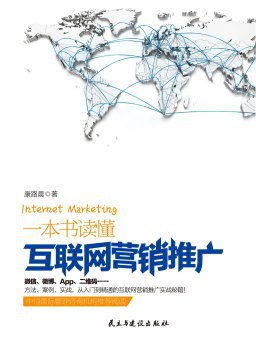 康路晨◎著
Internet Marketing
一本书读懂
互联网营销推广
微信、微博、App、二维码——
方法、案例、实战，从入门到精通的互联网营销推广实战秘籍！
民主与建设出版社